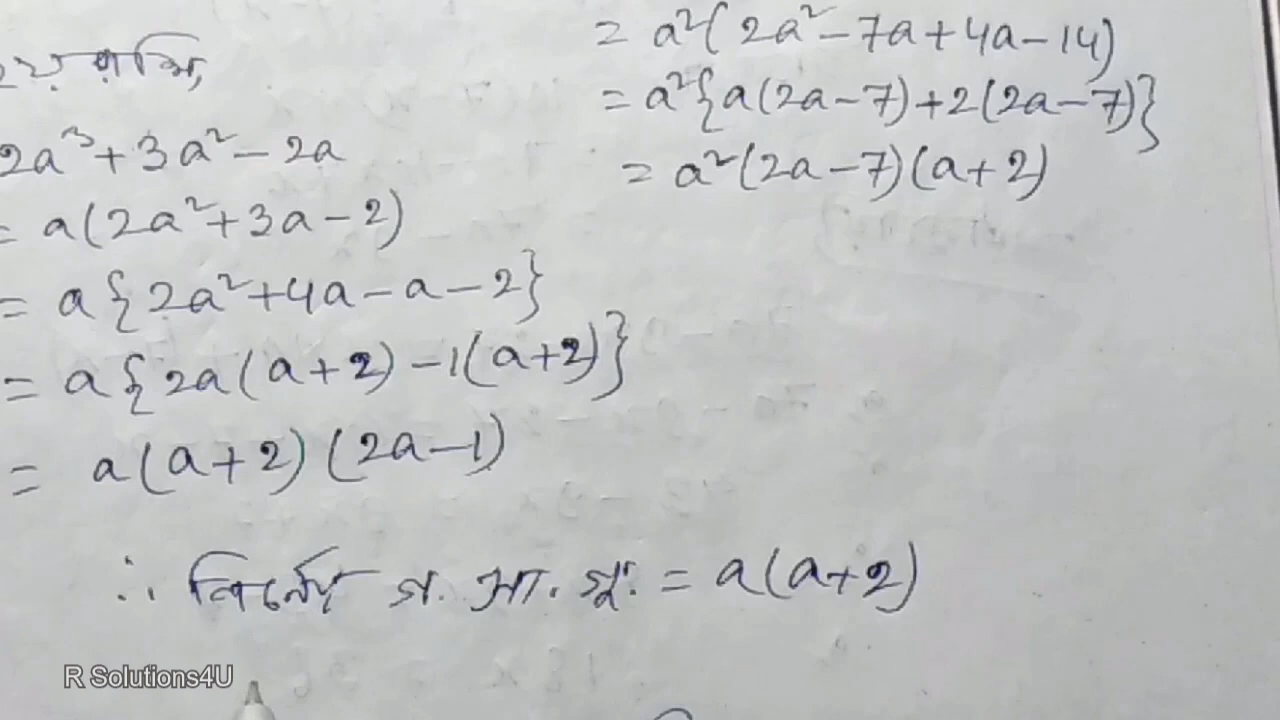 ২য় রাশি,
2a³ + 3a² - 2a
= a(2a² + 3a - 2)
= a{2a² + 4a - a - 2}
= a{2a(a+2) - 1(a+2)}
= a(a+2)(2a-1)
= a²(2a² - 7a + 4a - 14)
= a²{a(2a-7) + 2(2a-7)}
= a²(2a-7)(a+2)
∴ নির্ণেয় গ. সা. গু. = a(a+2)
R Solutions4U